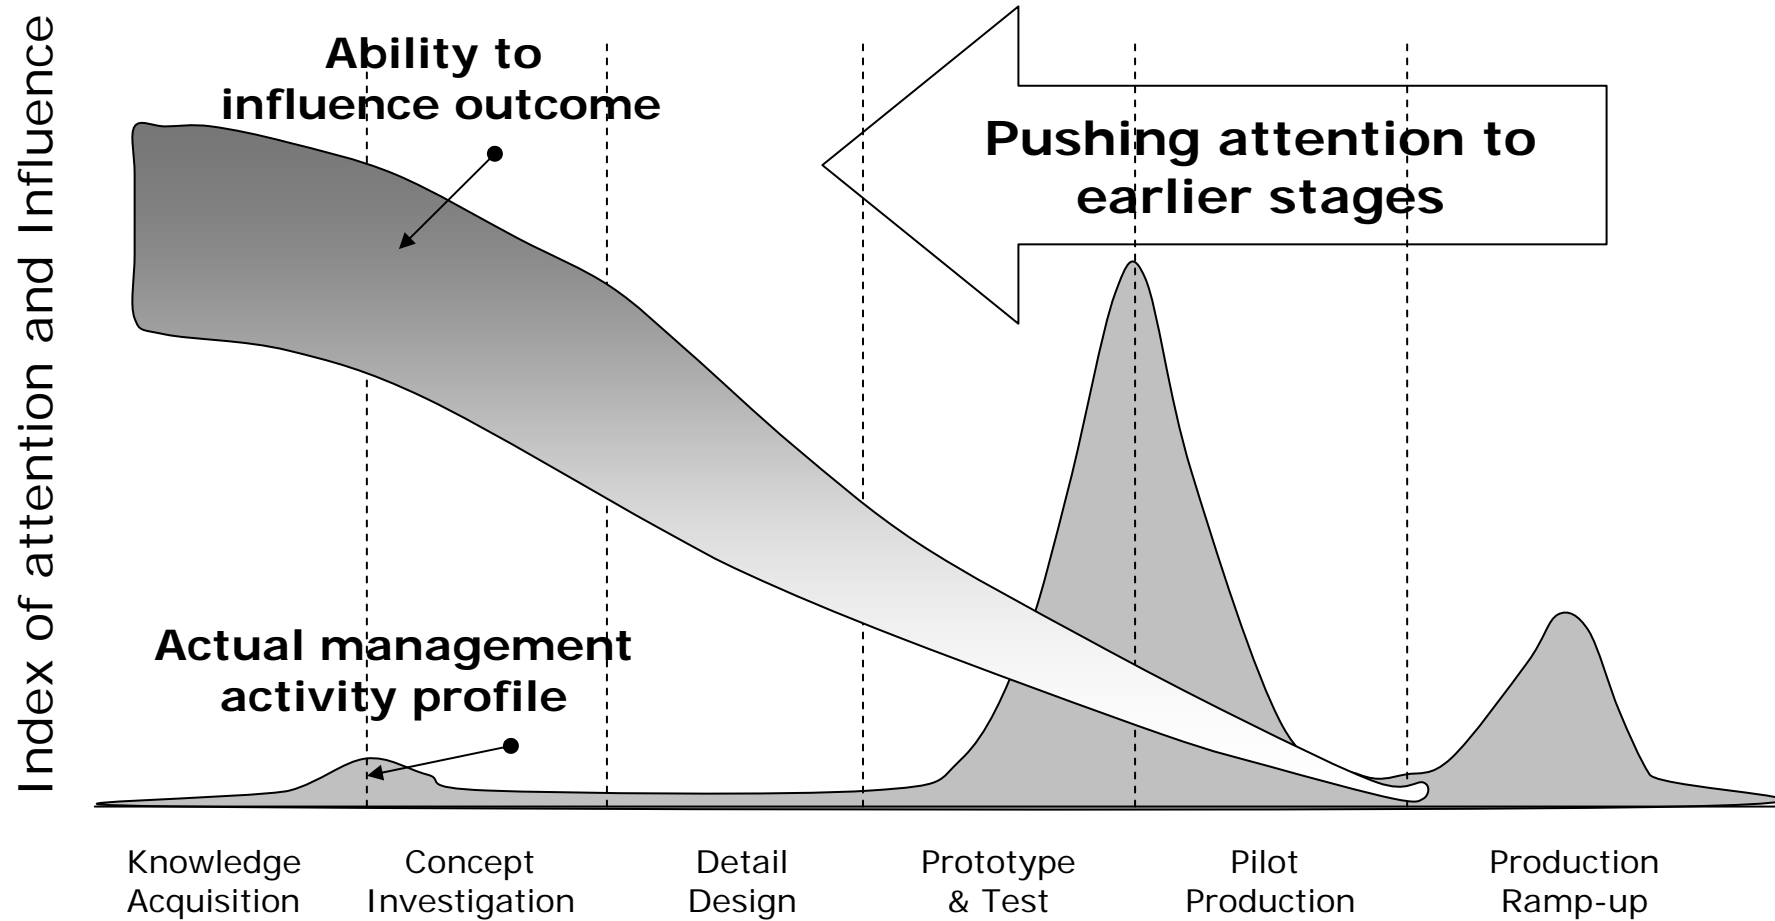 Index of attention and Influence
Ability to
influence outcome
Pushing attention to
earlier stages
Actual management
activity profile
Knowledge
Acquisition
Concept
Investigation
Detail
Design
Prototype
& Test
Pilot
Production
Production
Ramp-up